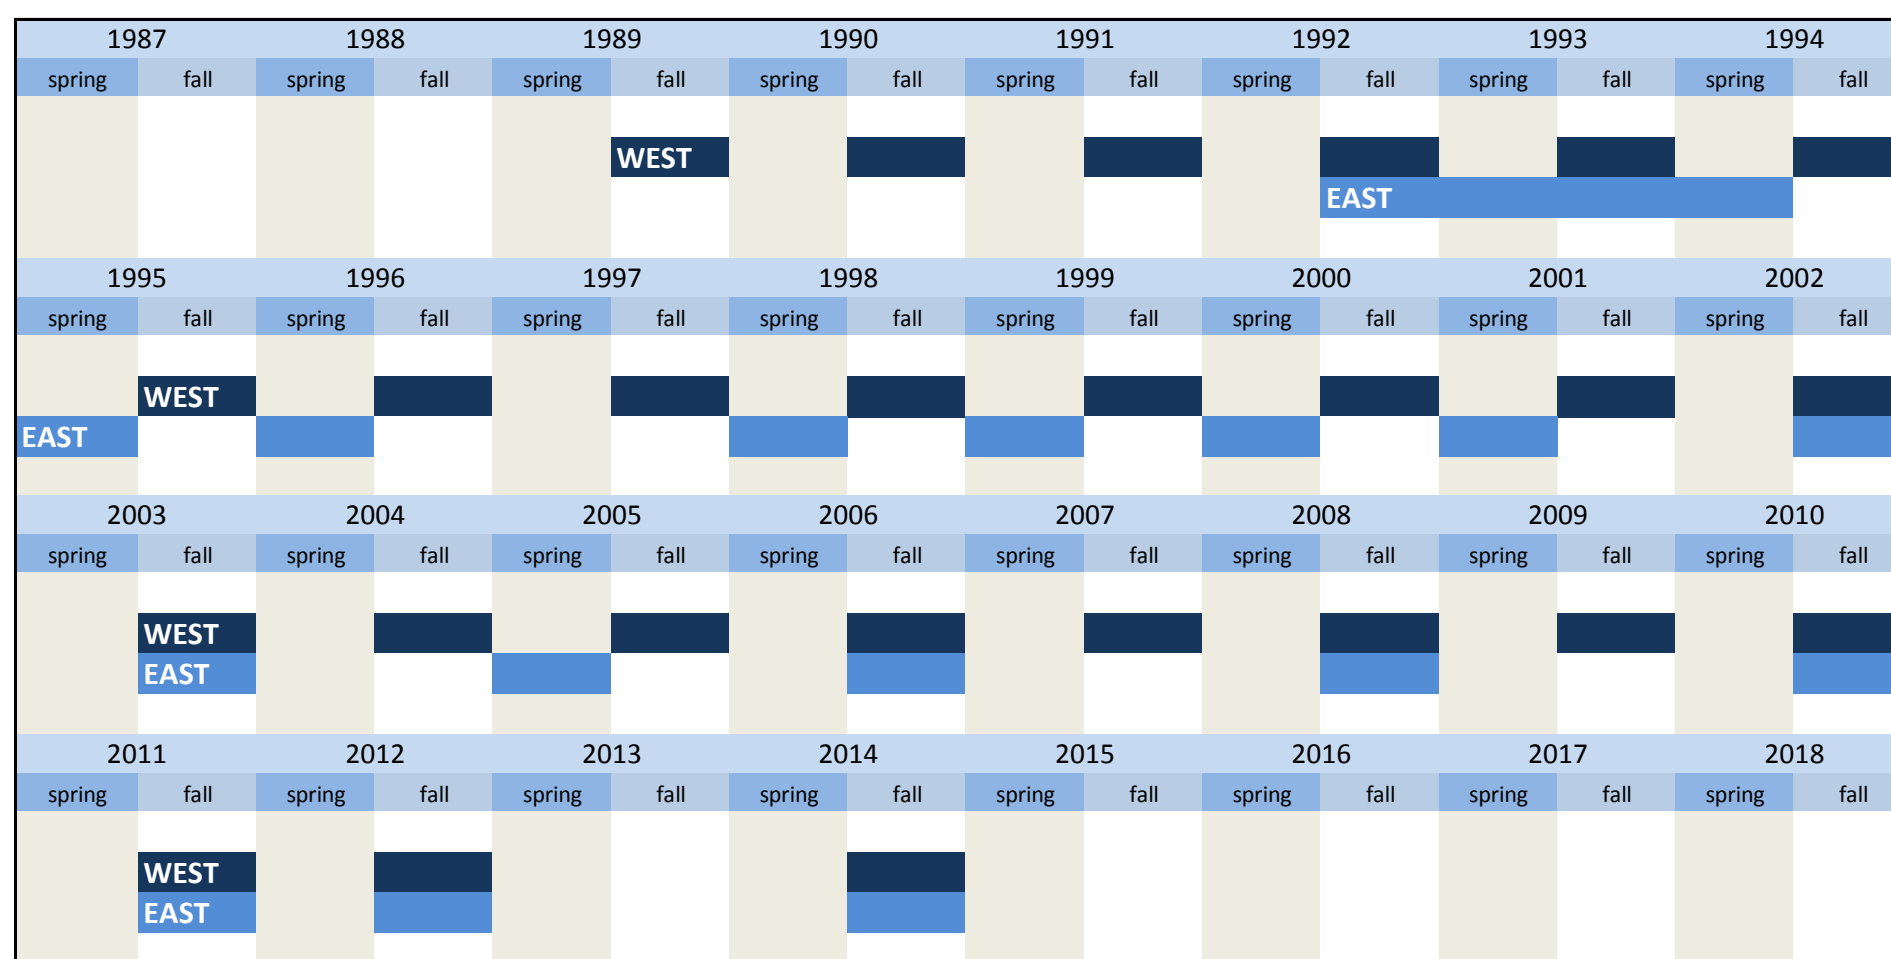 1987 1988 1989 1990 1991 1992 1993 1994
spring fall spring fall spring fall spring fall spring fall spring fall spring fall spring fall
WEST
EAST
1995 1996 1997 1998 1999 2000 2001 2002
spring fall spring fall spring fall spring fall spring fall spring fall spring fall spring fall
WEST
EAST
2003 2004 2005 2006 2007 2008 2009 2010
spring fall spring fall spring fall spring fall spring fall spring fall spring fall spring fall
WEST
EAST
2011 2012 2013 2014 2015 2016 2017 2018
spring fall spring fall spring fall spring fall spring fall spring fall spring fall spring fall
WEST
EAST